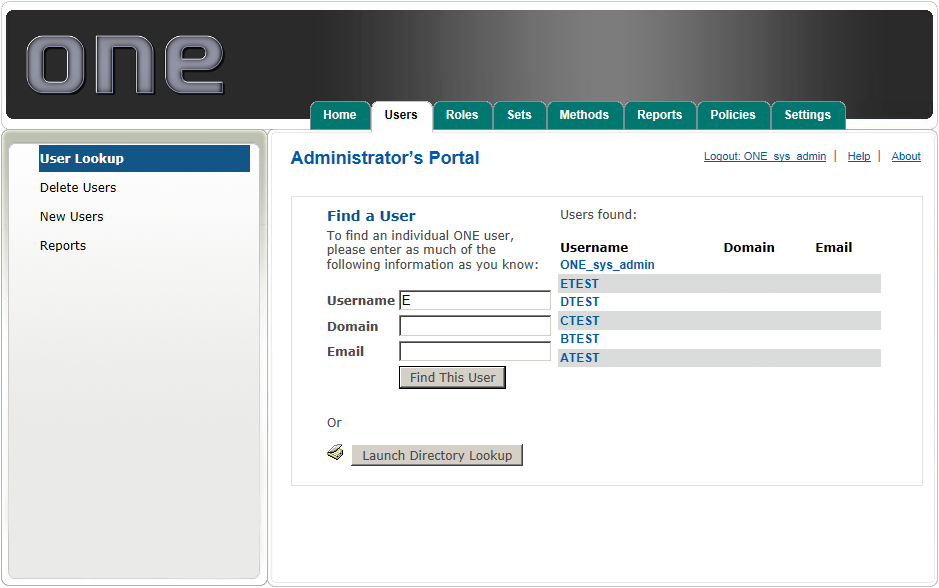 one
Home Users Roles Sets Methods Reports Policies Settings
User Lookup
Delete Users
New Users
Reports
Administrator's Portal
Logout: ONE_sys_admin | Help | About
Find a User
To find an individual ONE user,
please enter as much of the
following information as you know:
Username E
Domain
Email
Find This User
Or
Launch Directory Lookup
Users found:
Username Domain Email
ONE_sys_admin
ETEST
DTEST
CTEST
BTEST
ATEST